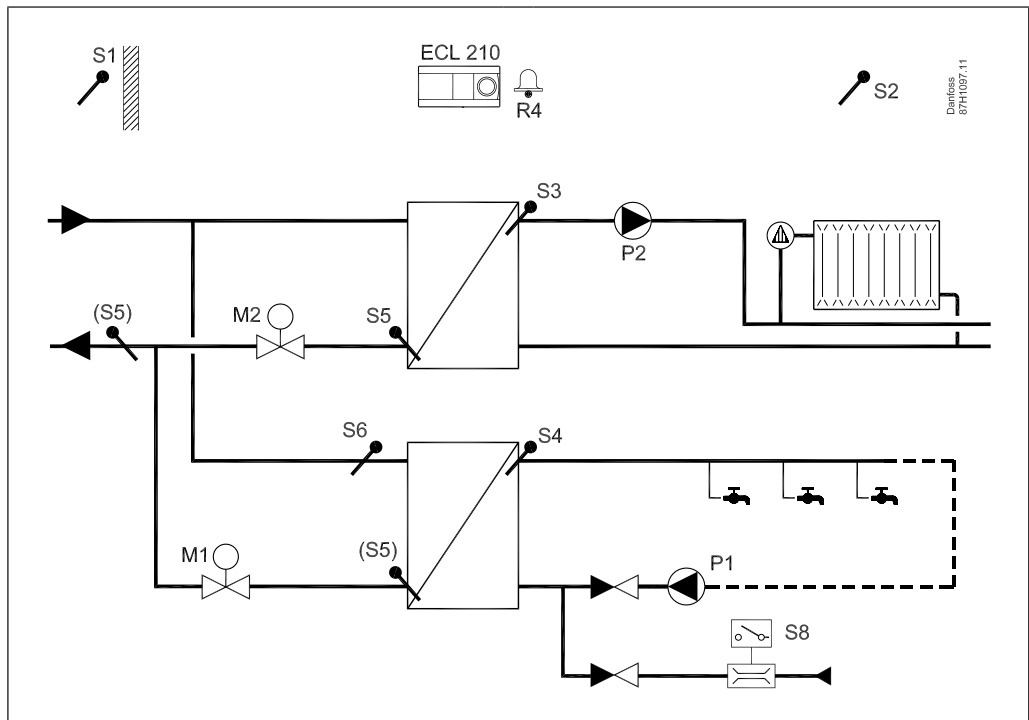 S1
ECL 210
R4
S2
Danfoss
87H1097.11
S3
P2
(S5)
M2
S5
S6
S4
M1
(S5)
P1
S8